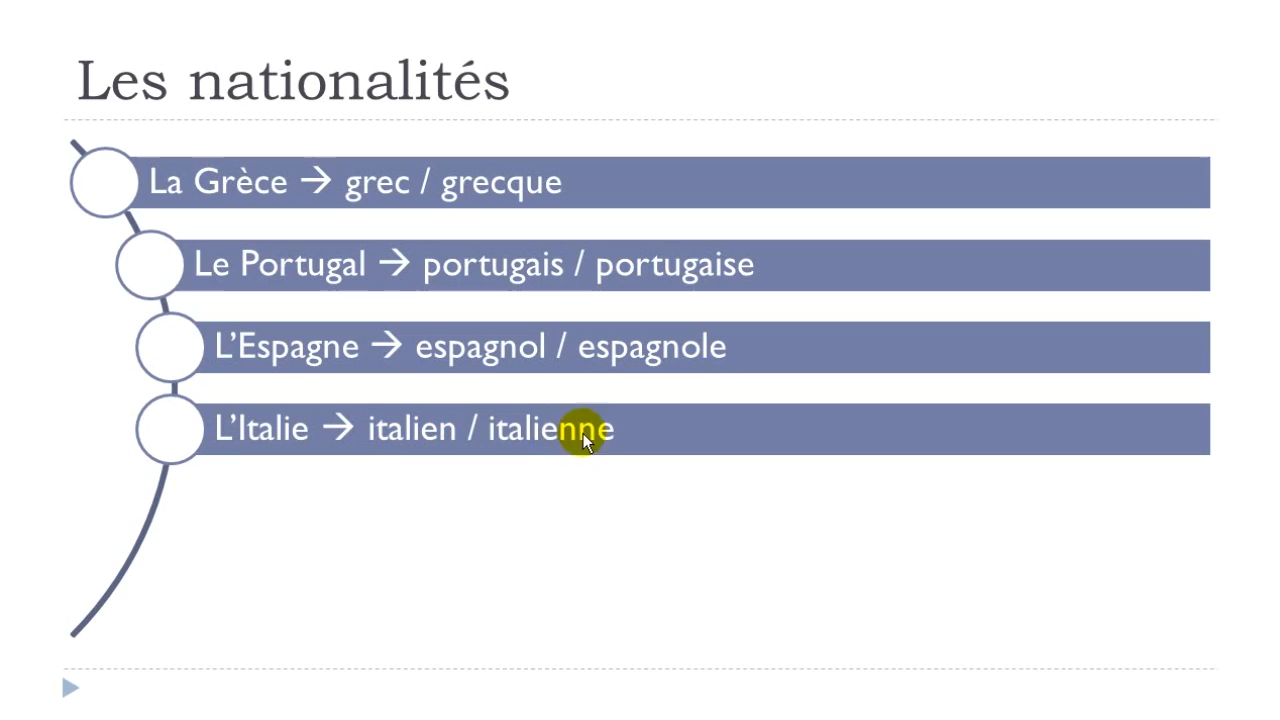 Les nationalités
La Grèce → grec / grecque
Le Portugal → portugais / portugaise
L’Espagne → espagnol / espagnole
L’Italie → italien / italienne